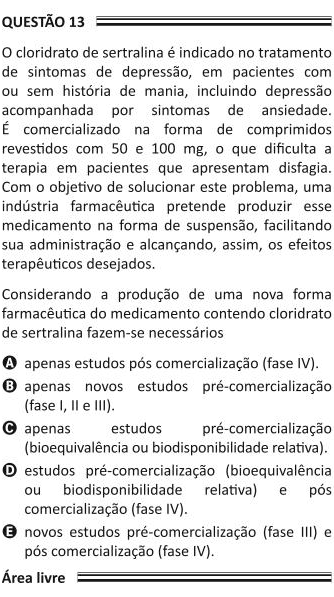 QUESTÃO 13
O cloridrato de sertralina é indicado no tratamento
de sintomas de depressão, em pacientes com
ou sem história de mania, incluindo depressão
acompanhada por sintomas de ansiedade.
É comercializado na forma de comprimidos
revestidos com 50 e 100 mg, o que dificulta a
terapia em pacientes que apresentam disfagia.
Com o objetivo de solucionar este problema, uma
indústria farmacêutica pretende produzir esse
medicamento na forma de suspensão, facilitando
sua administração e alcançando, assim, os efeitos
terapêuticos desejados.
Considerando a produção de uma nova forma
farmacêutica do medicamento contendo cloridrato
de sertralina fazem-se necessários
A apenas estudos pós comercialização (fase IV).
B apenas novos estudos pré-comercialização
(fase I, II e III).
C apenas estudos pré-comercialização
(bioequivalência ou biodisponibilidade relativa).
D estudos pré-comercialização (bioequivalência
ou biodisponibilidade relativa) e pós
comercialização (fase IV).
E novos estudos pré-comercialização (fase III) e
pós comercialização (fase IV).
Área livre